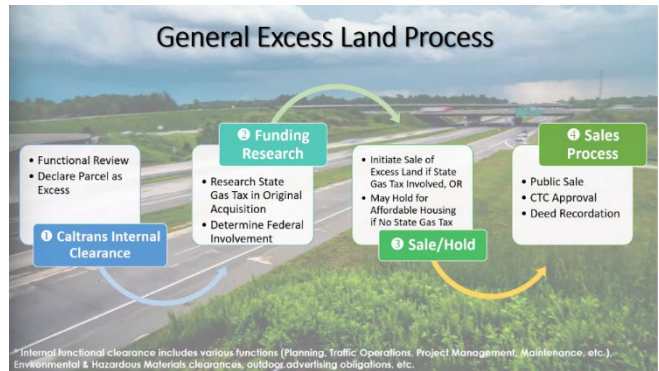 General Excess Land Process
• Functional Review
• Declare Parcel as
Excess
❶ Caltrans Internal
Clearance
❷ Funding
Research
• Research State
Gas Tax in Original
Acquisition
• Determine Federal
Involvement
• Initiate Sale of
Excess Land if State
Gas Tax Involved, OR
• May Hold for
Affordable Housing
if No State Gas Tax
❸ Sale/Hold
❹ Sales
Process
• Public Sale
• CTC Approval
• Deed Recordation
* Internal functional clearance includes various functions (Planning, Traffic Operations, Project Management, Maintenance, etc.),
Environmental & Hazardous Materials clearances, outdoor advertising obligations, etc.